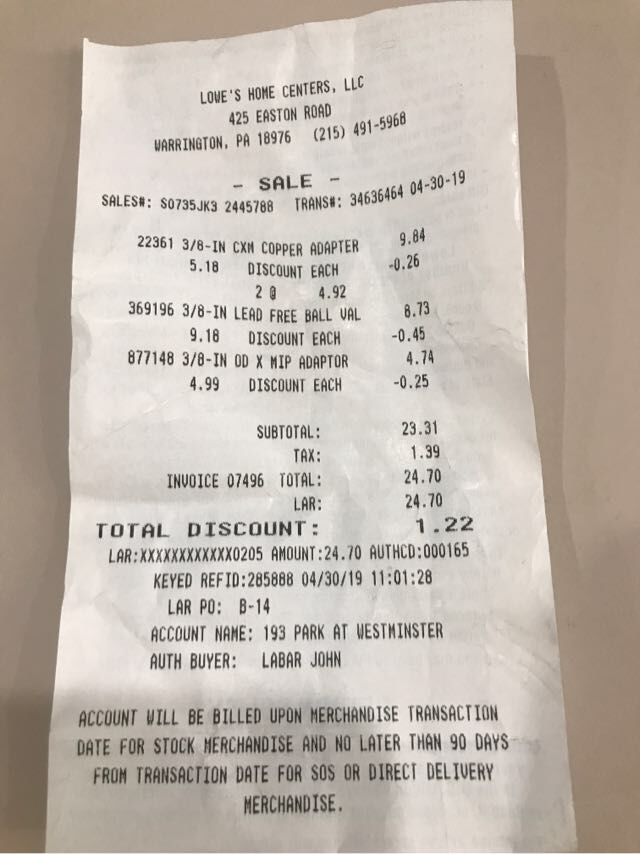 LOWE'S HOME CENTERS, LLC
425 EASTON ROAD
WARRINGTON, PA 18976 (215) 491-5968
- SALE -
SALES#: S0735JK3 2445788 TRANS#: 34636464 04-30-19
22361 3/8-IN CXM COPPER ADAPTER 9.84
5.18 DISCOUNT EACH -0.26
2 @ 4.92
369196 3/8-IN LEAD FREE BALL VAL 8.73
9.18 DISCOUNT EACH -0.45
877148 3/8-IN OD X MIP ADAPTOR 4.74
4.99 DISCOUNT EACH -0.25
SUBTOTAL: 23.31
TAX: 1.39
INVOICE 07496 TOTAL: 24.70
LAR: 24.70
TOTAL DISCOUNT: 1.22
LAR:XXXXXXXXXXXX0205 AMOUNT:24.70 AUTHCD:000165
KEYED REFID:285888 04/30/19 11:01:28
LAR PO: B-14
ACCOUNT NAME: 193 PARK AT WESTMINSTER
AUTH BUYER: LABAR JOHN
ACCOUNT WILL BE BILLED UPON MERCHANDISE TRANSACTION
DATE FOR STOCK MERCHANDISE AND NO LATER THAN 90 DAYS
FROM TRANSACTION DATE FOR SOS OR DIRECT DELIVERY
MERCHANDISE.